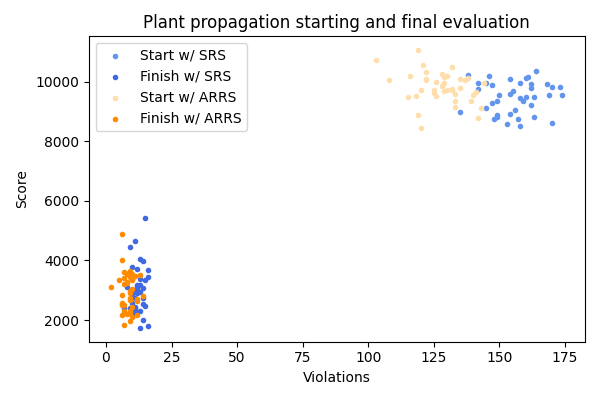 Plant propagation starting and final evaluation
Start w/ SRS
Finish w/ SRS
Start w/ ARRS
Finish w/ ARRS
Score
10000
8000
6000
4000
2000
0 25 50 75 100 125 150 175
Violations